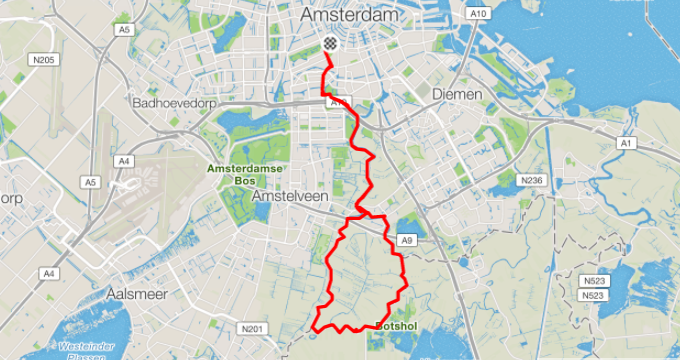 Amsterdam
A10
A5
N205
Badhoevedorp
A10
Diemen
A1
A4
Amsterdamse
Bos
N236
A5
orp
Amstelveen
A9
A4
N523
Aalsmeer
N523
N201
Botshol
Westeinder
Plassen